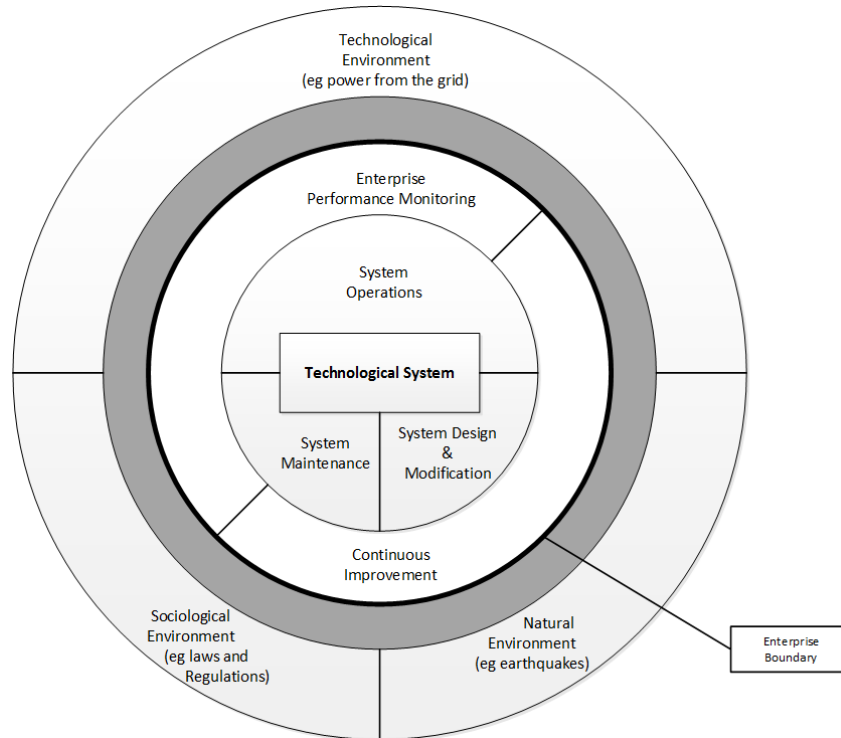 Technological
Environment
(eg power from the grid)
Enterprise
Performance Monitoring
System
Operations
Technological System
System
Maintenance
System Design
&
Modification
Continuous
Improvement
Sociological
Environment
(eg laws and
Regulations)
Natural
Environment
(eg earthquakes)
Enterprise
Boundary